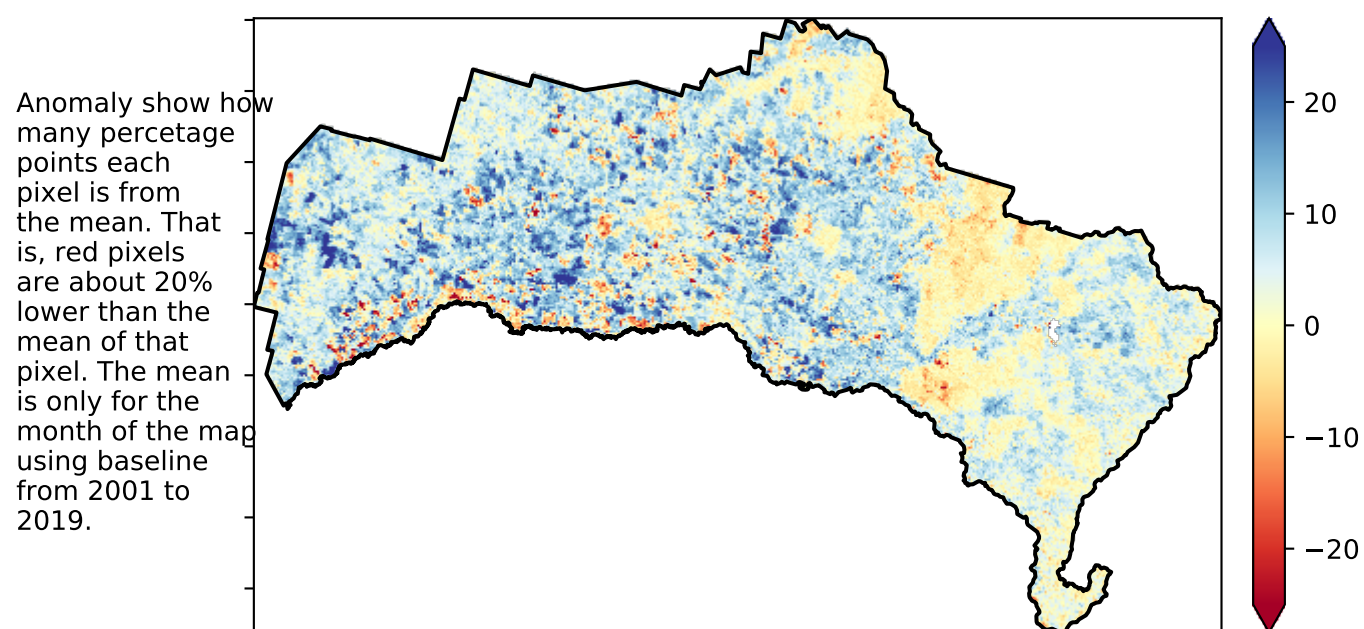 Anomaly show how
many percetage
points each
pixel is from
the mean. That
is, red pixels
are about 20%
lower than the
mean of that
pixel. The mean
is only for the
month of the map
using baseline
from 2001 to
2019.
20
10
0
−10
−20